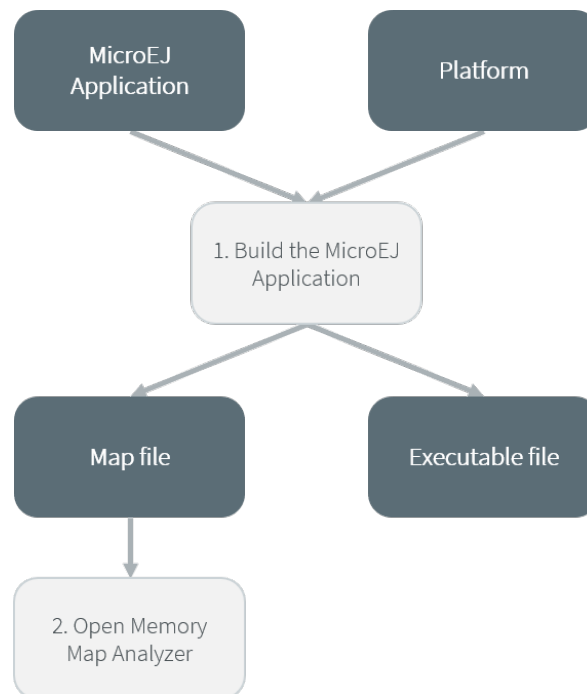 MicroEJ
Application
Platform
1. Build the MicroEJ
Application
Map file
Executable file
2. Open Memory
Map Analyzer